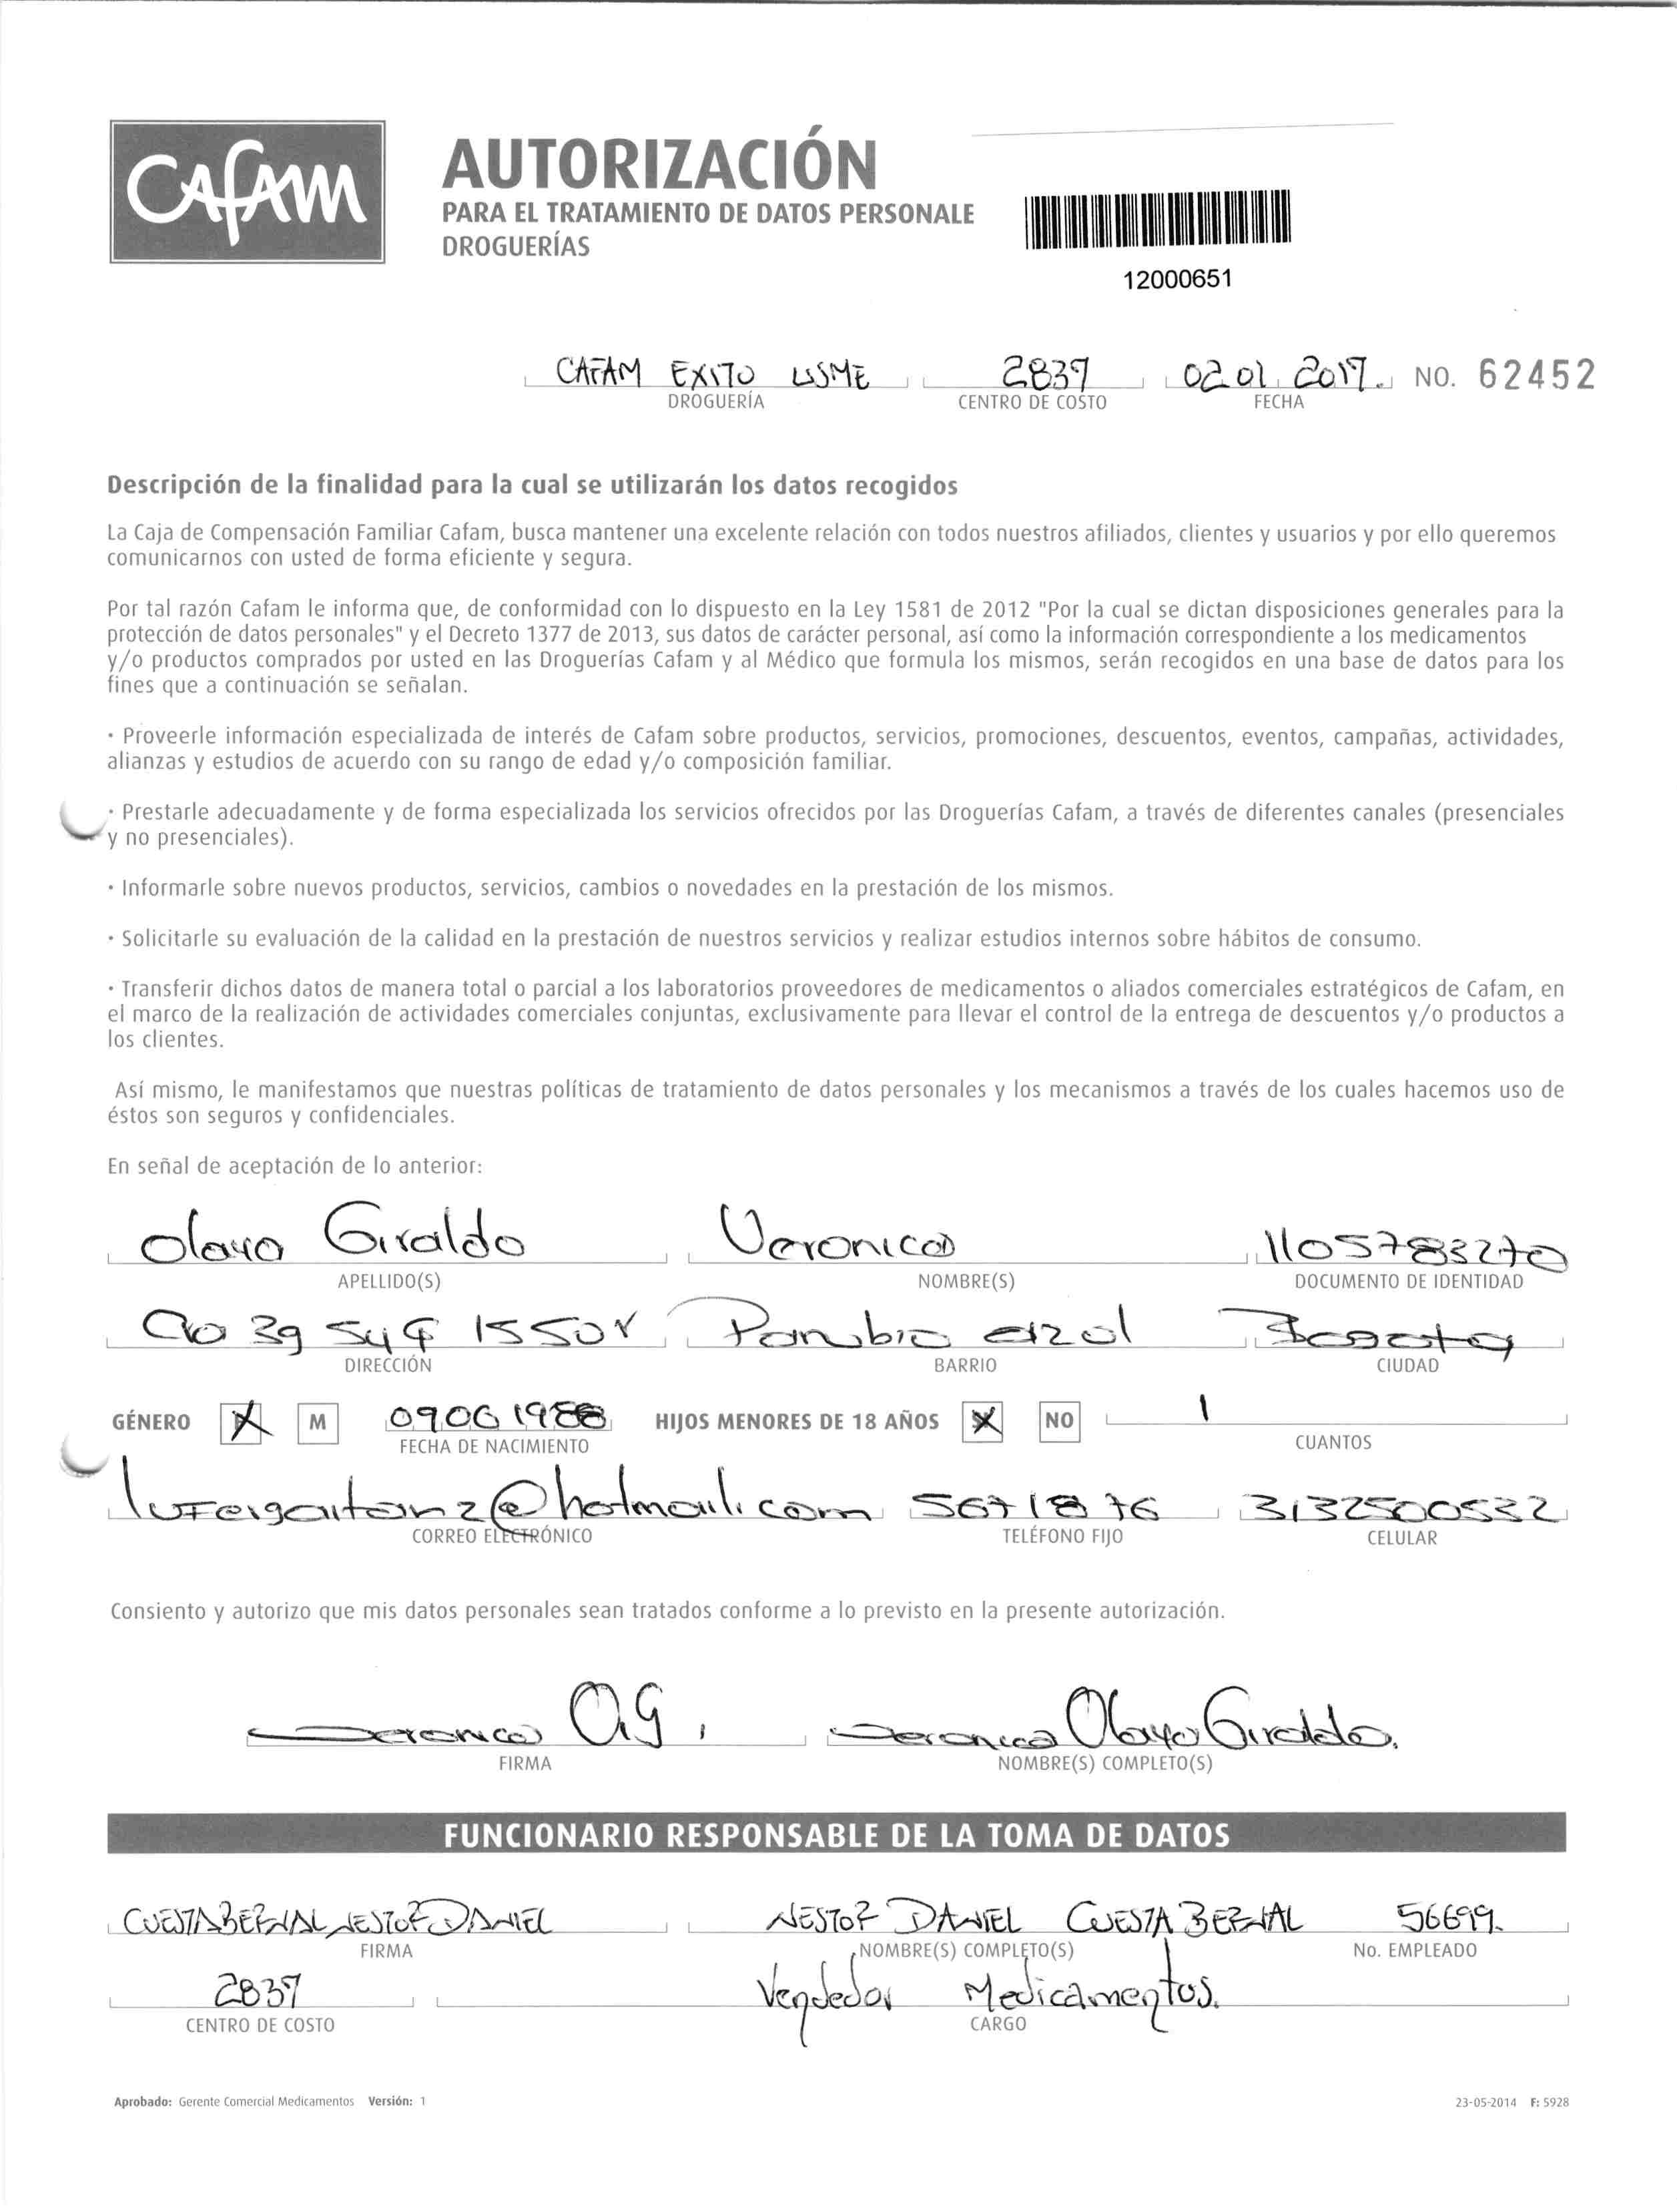 CAFAM
AUTORIZACIÓN
PARA EL TRATAMIENTO DE DATOS PERSONALE
DROGUERÍAS
12000651
CAFAM EXITO USME 2837 02 01 2017. NO. 62452
DROGUERÍA CENTRO DE COSTO FECHA
Descripción de la finalidad para la cual se utilizarán los datos recogidos
La Caja de Compensación Familiar Cafam, busca mantener una excelente relación con todos nuestros afiliados, clientes y usuarios y por ello queremos
comunicarnos con usted de forma eficiente y segura.
Por tal razón Cafam le informa que, de conformidad con lo dispuesto en la Ley 1581 de 2012 "Por la cual se dictan disposiciones generales para la
protección de datos personales" y el Decreto 1377 de 2013, sus datos de carácter personal, así como la información correspondiente a los medicamentos
y/o productos comprados por usted en las Droguerías Cafam y al Médico que formula los mismos, serán recogidos en una base de datos para los
fines que a continuación se señalan.
· Proveerle información especializada de interés de Cafam sobre productos, servicios, promociones, descuentos, eventos, campañas, actividades,
alianzas y estudios de acuerdo con su rango de edad y/o composición familiar.
· Prestarle adecuadamente y de forma especializada los servicios ofrecidos por las Droguerías Cafam, a través de diferentes canales (presenciales
y no presenciales).
· Informarle sobre nuevos productos, servicios, cambios o novedades en la prestación de los mismos.
· Solicitarle su evaluación de la calidad en la prestación de nuestros servicios y realizar estudios internos sobre hábitos de consumo.
· Transferir dichos datos de manera total o parcial a los laboratorios proveedores de medicamentos o aliados comerciales estratégicos de Cafam, en
el marco de la realización de actividades comerciales conjuntas, exclusivamente para llevar el control de la entrega de descuentos y/o productos a
los clientes.
Así mismo, le manifestamos que nuestras políticas de tratamiento de datos personales y los mecanismos a través de los cuales hacemos uso de
éstos son seguros y confidenciales.
En señal de aceptación de lo anterior:
Olaya Giraldo Veronica 1105783270
APELLIDO(S) NOMBRE(S) DOCUMENTO DE IDENTIDAD
3g Bogota
DIRECCIÓN BARRIO CIUDAD
GÉNERO X M 09061988 HIJOS MENORES DE 18 AÑOS X NO 1
FECHA DE NACIMIENTO CUANTOS
5671876 3132500532
CORREO ELECTRÓNICO TELÉFONO FIJO CELULAR
Consiento y autorizo que mis datos personales sean tratados conforme a lo previsto en la presente autorización.
Veronica O.G. Veronica Olaya Giraldo.
FIRMA NOMBRE(S) COMPLETO(S)
FUNCIONARIO RESPONSABLE DE LA TOMA DE DATOS
CUESTA BERNAL NESTOR DANIEL NESTOR DANIEL CUESTA BERNAL 56699.
FIRMA NOMBRE(S) COMPLETO(S) No. EMPLEADO
2837 Vendedor Medicamentos.
CENTRO DE COSTO CARGO
Aprobado: Gerente Comercial Medicamentos Versión: 1 23-05-2014 F: 5928